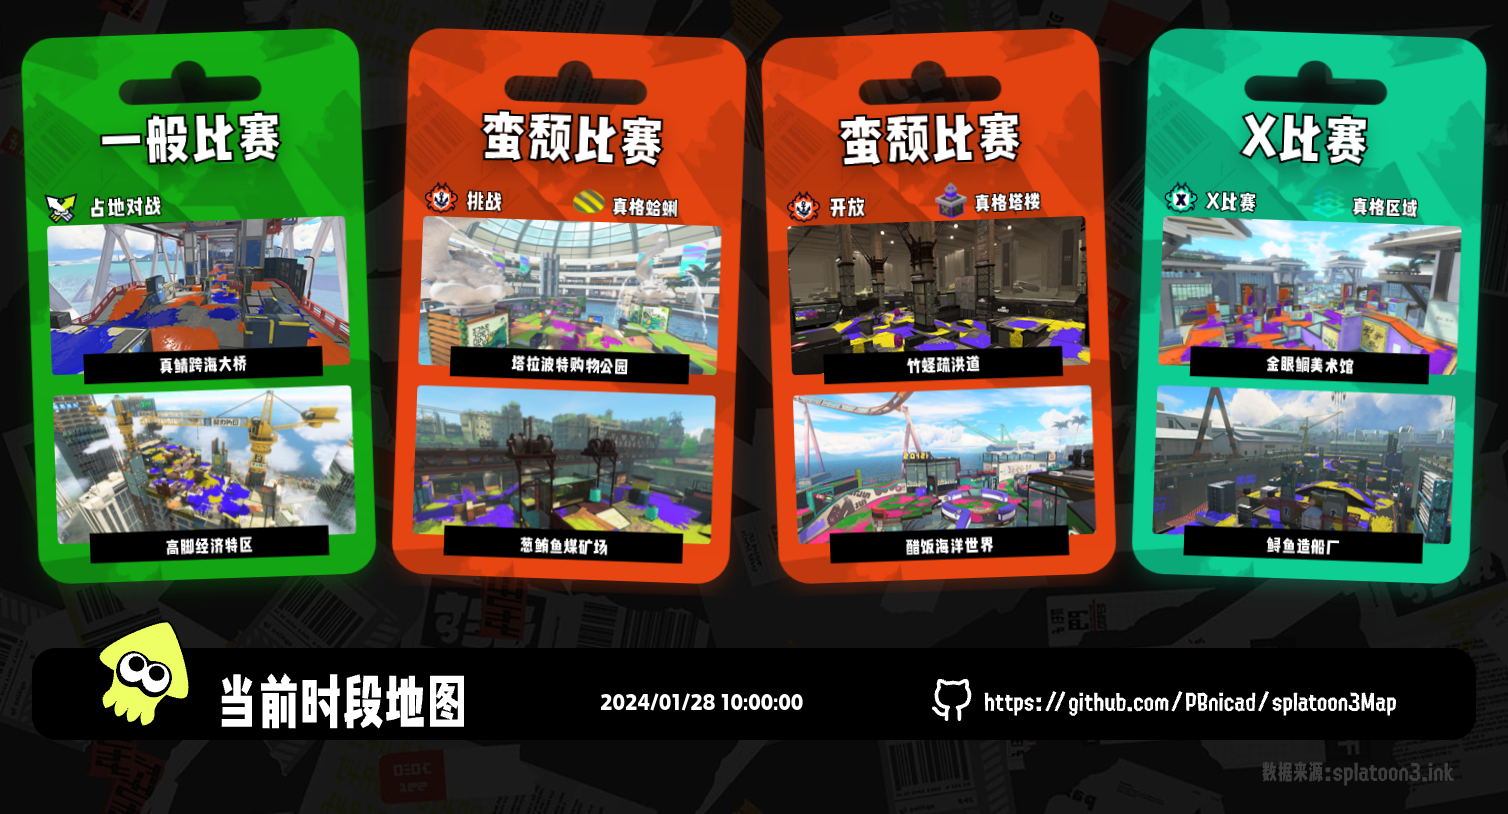 一般比赛
占地对战
真鲭跨海大桥
高脚经济特区
蛮颓比赛
挑战
真格蛤蜊
塔拉波特购物公园
葱鲔鱼煤矿场
蛮颓比赛
开放
真格塔楼
竹蛏疏洪道
醋饭海洋世界
X比赛
X比赛
真格区域
金眼鲷美术馆
鲟鱼造船厂
当前时段地图
2024/01/28 10:00:00
https://github.com/PBnicad/splatoon3Map
数据来源:splatoon3.ink